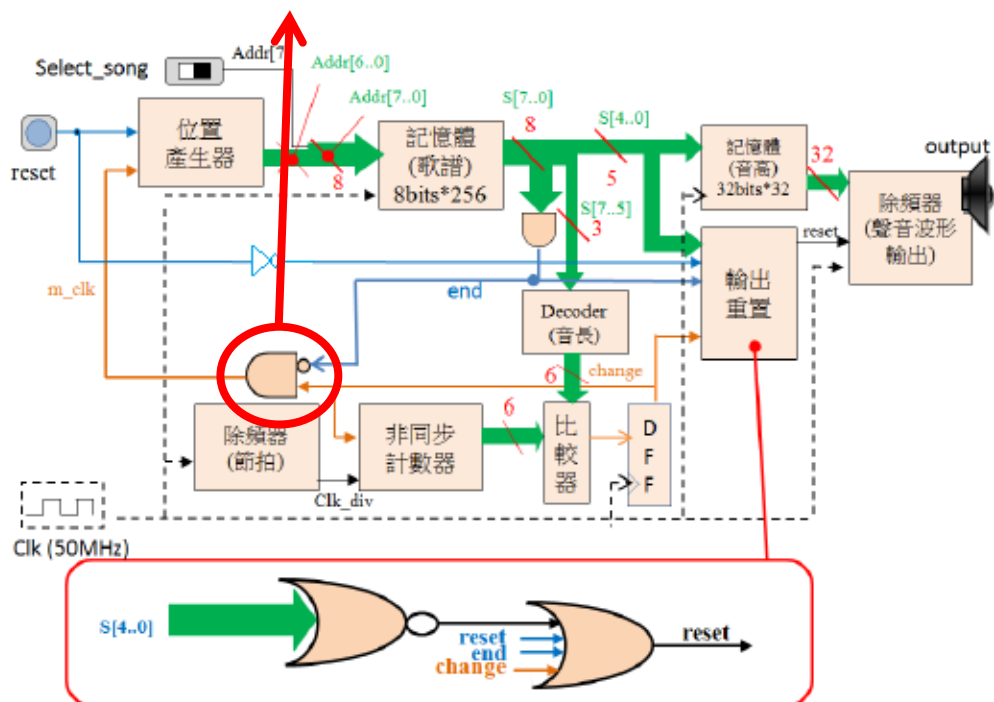 Select_song
Addr[7
Addr[6..0]
Addr[7..0]
S[7..0]
S[4..0]
reset
位置
產生器
8
記憶體
(歌譜)
8bits*256
8
5
記憶體
(音高)
32bits*32
32
output
除頻器
(聲音波形
輸出)
S[7..5]
3
reset
m_clk
end
輸出
重置
Decoder
(音長)
6
change
除頻器
(節拍)
Clk_div
非同步
計數器
6
比
較
器
D
F
F
Clk (50MHz)
S[4..0]
reset
end
change
reset